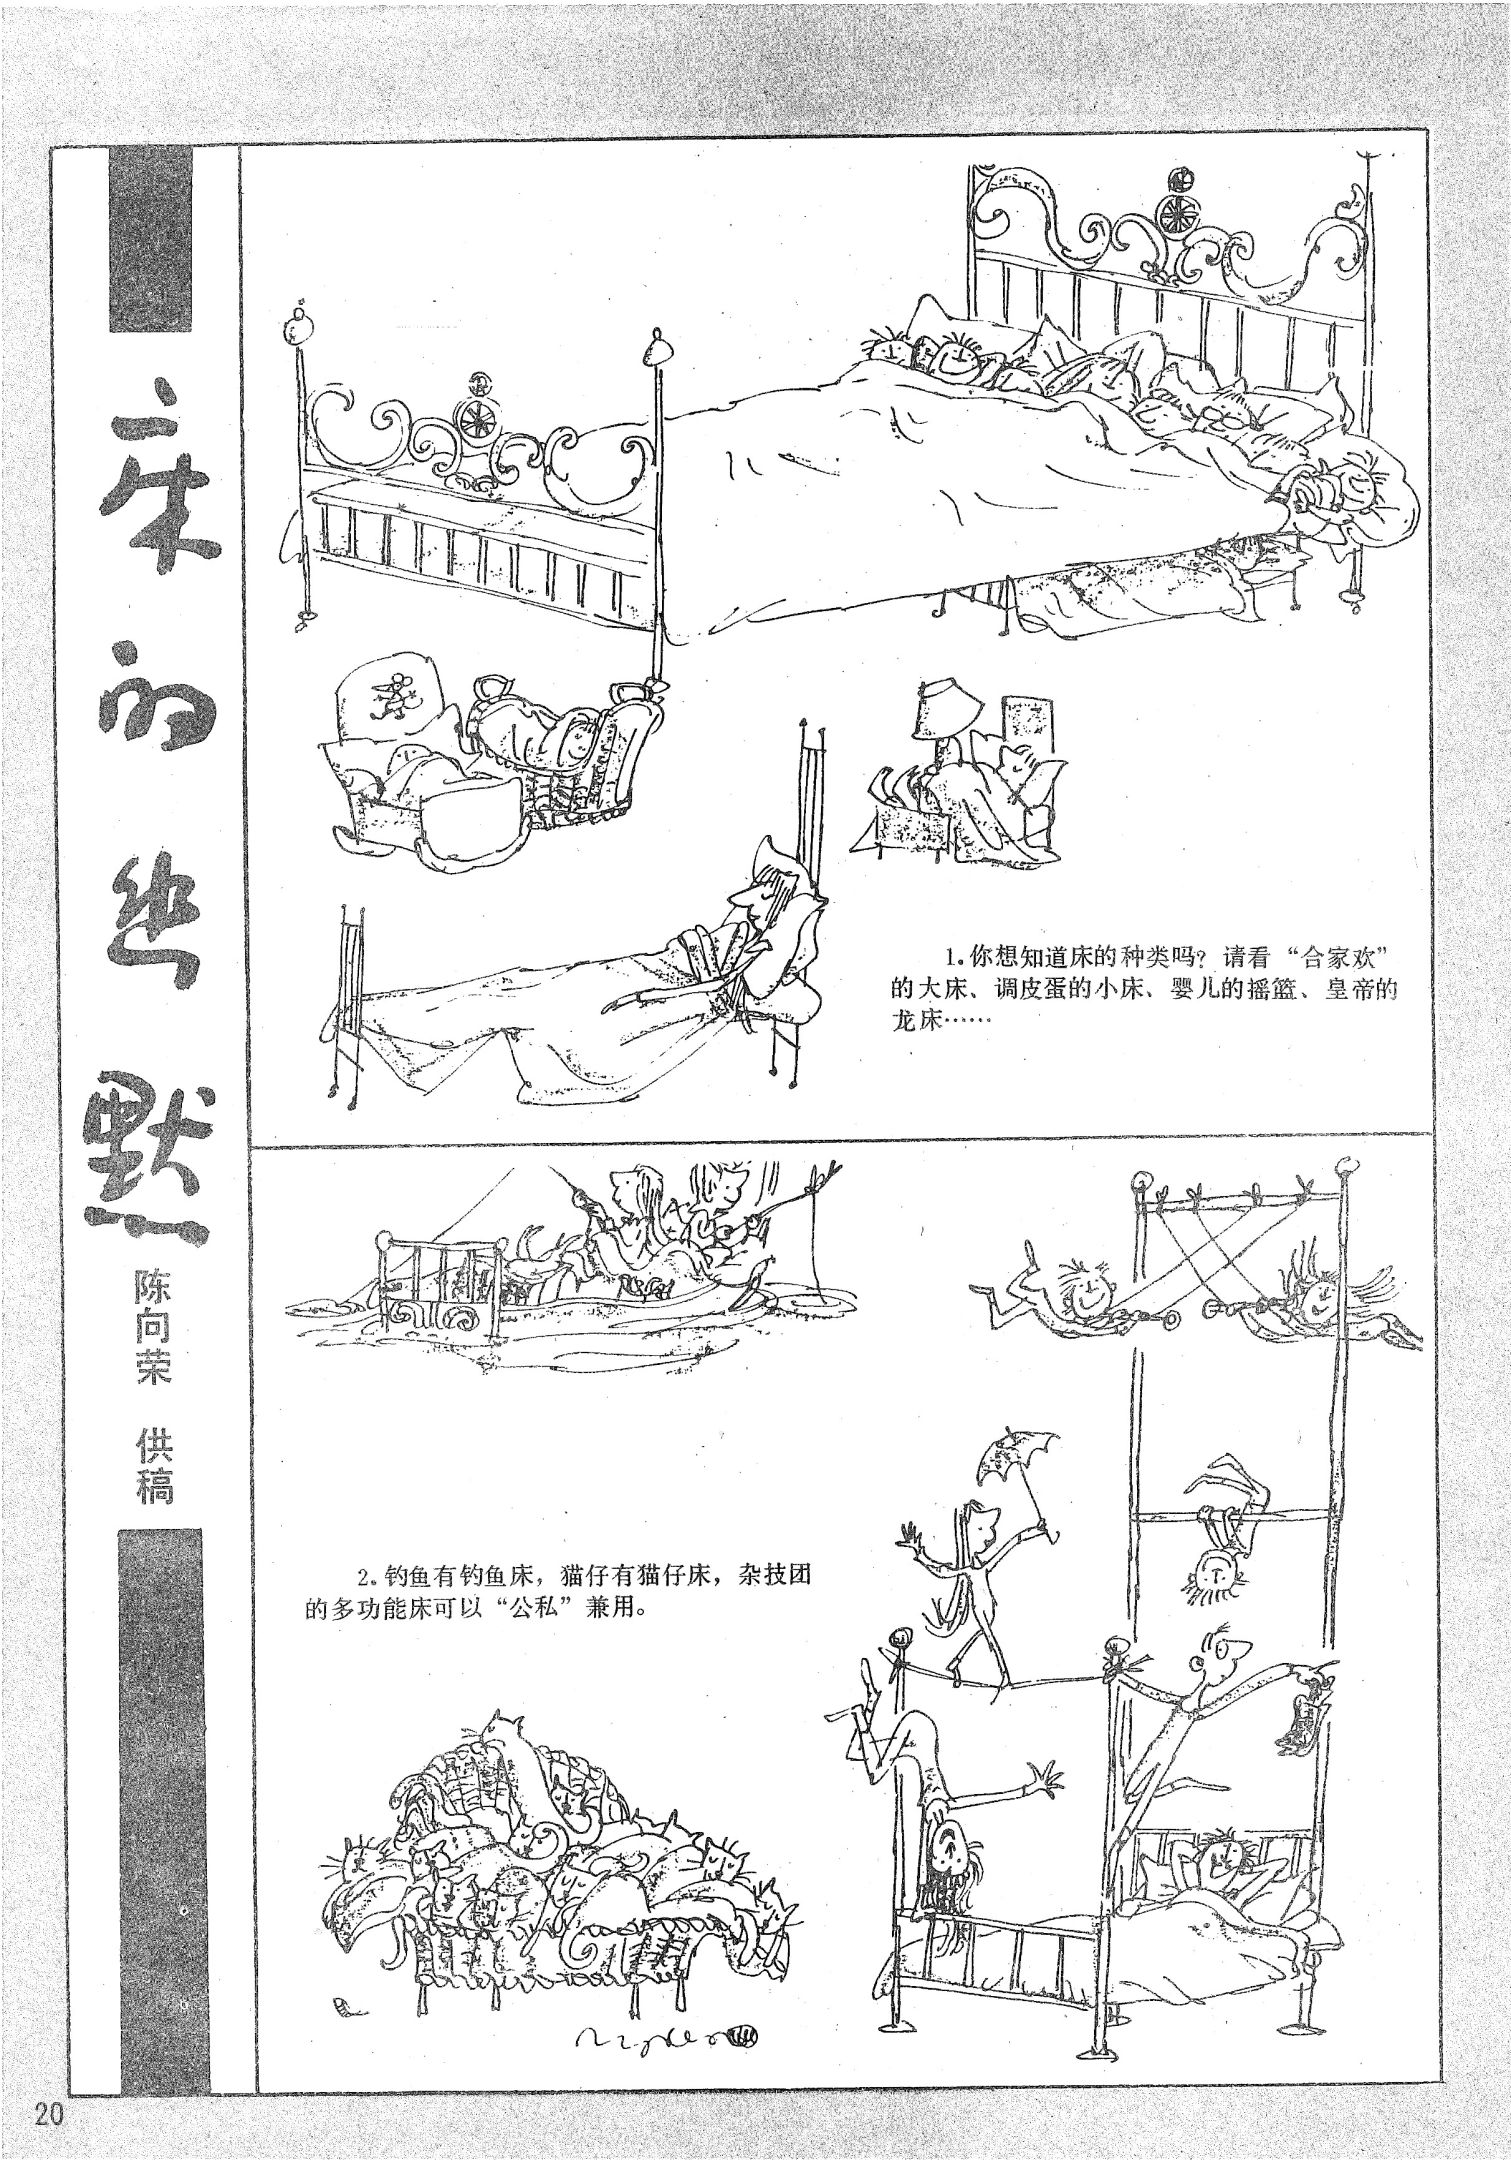 床的幽默
陈向荣 供稿
1.你想知道床的种类吗？请看“合家欢”
的大床、调皮蛋的小床、婴儿的摇篮、皇帝的
龙床……
2.钓鱼有钓鱼床，猫仔有猫仔床，杂技团
的多功能床可以“公私”兼用。
20